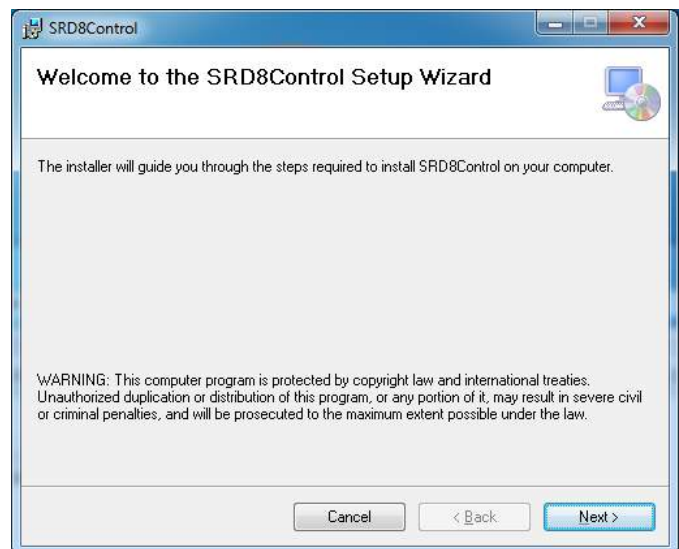 SRD8Control
Welcome to the SRD8Control Setup Wizard
The installer will guide you through the steps required to install SRD8Control on your computer.
WARNING: This computer program is protected by copyright law and international treaties.
Unauthorized duplication or distribution of this program, or any portion of it, may result in severe civil
or criminal penalties, and will be prosecuted to the maximum extent possible under the law.
Cancel
< Back
Next >